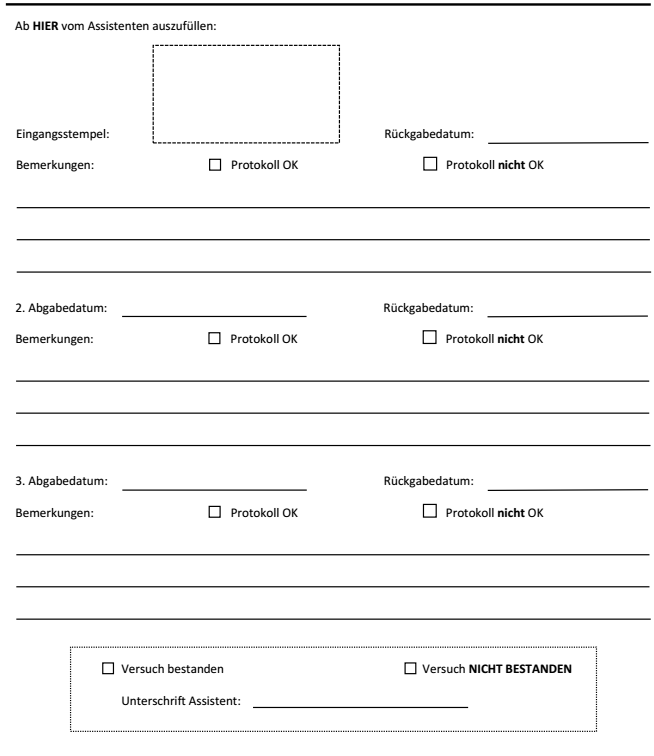 Ab HIER vom Assistenten auszufüllen:
Eingangsstempel: Rückgabedatum:
Bemerkungen: Protokoll OK Protokoll nicht OK
2. Abgabedatum: Rückgabedatum:
Bemerkungen: Protokoll OK Protokoll nicht OK
3. Abgabedatum: Rückgabedatum:
Bemerkungen: Protokoll OK Protokoll nicht OK
Versuch bestanden Versuch NICHT BESTANDEN
Unterschrift Assistent: